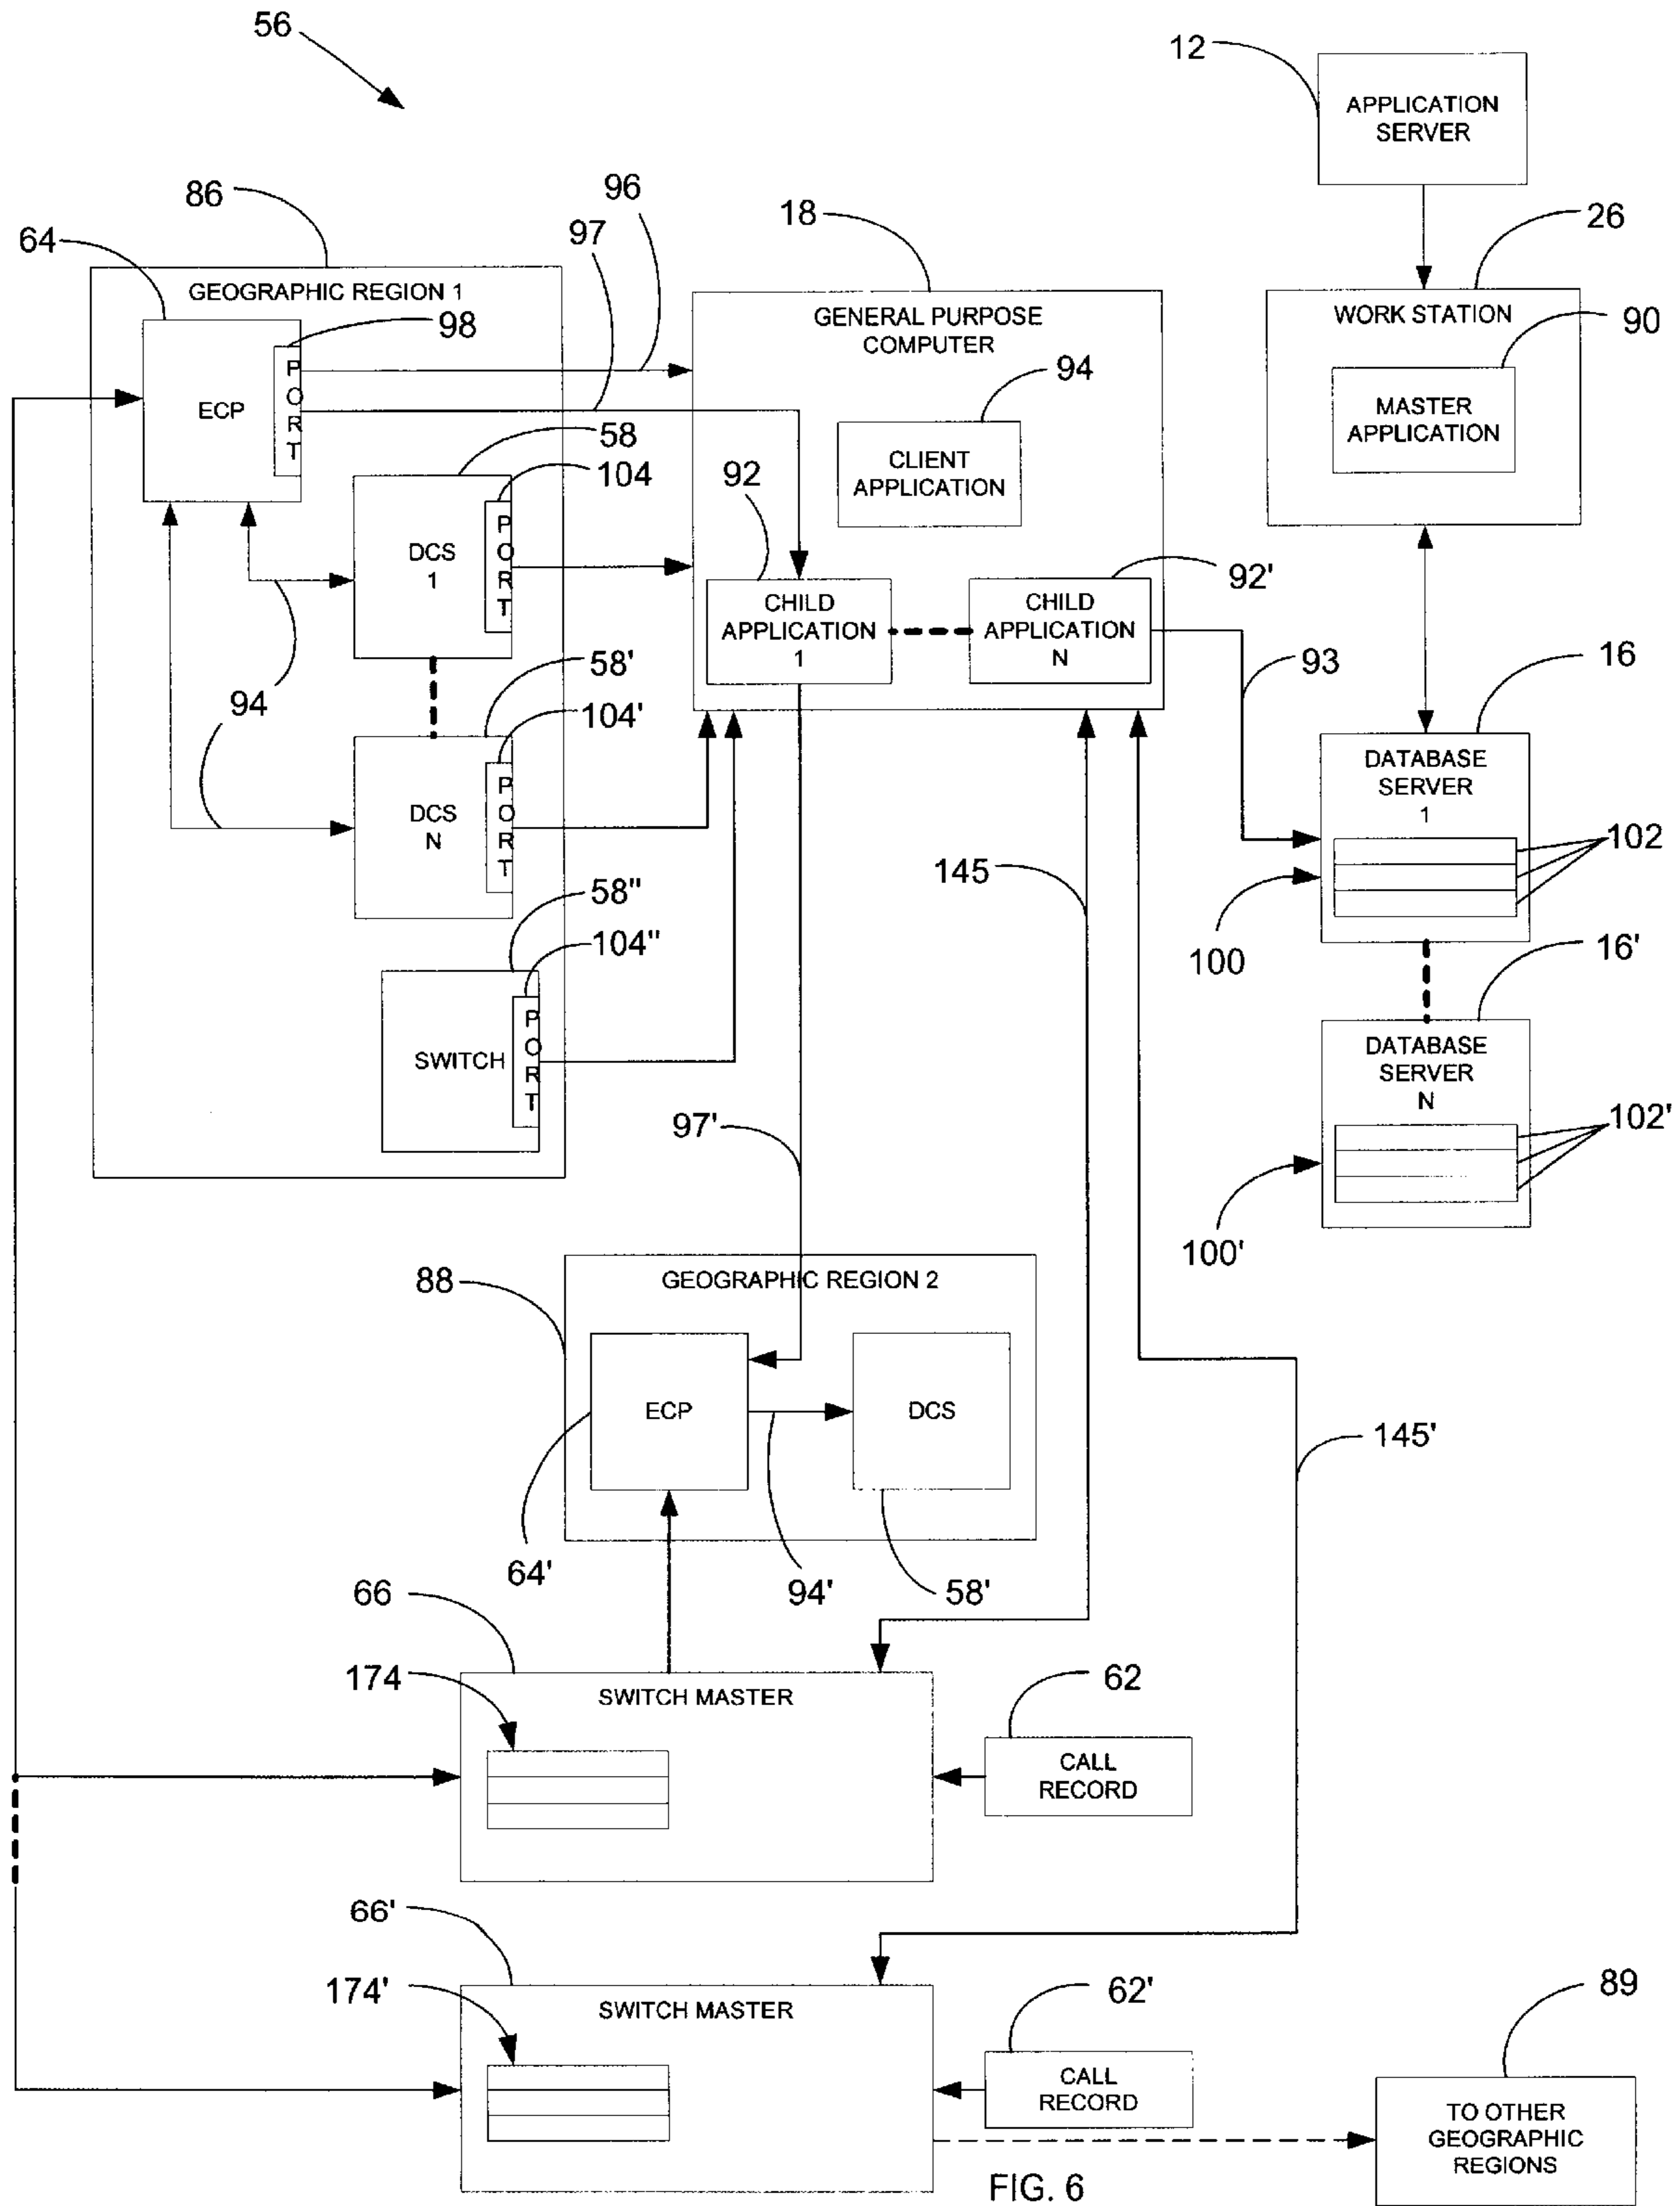 56
12
APPLICATION
SERVER
86
96
97
18
26
64
GEOGRAPHIC REGION 1
98
GENERAL PURPOSE
COMPUTER
WORK STATION
90
PORT
ECP
94
MASTER
APPLICATION
58
104
CLIENT
APPLICATION
92
PORT
DCS
1
92'
CHILD
APPLICATION
1
CHILD
APPLICATION
N
93
16
58'
94
104'
DATABASE
SERVER
1
PORT
DCS
N
102
145
58"
100
104"
16'
PORT
SWITCH
DATABASE
SERVER
N
97'
102'
100'
88
GEOGRAPHIC REGION 2
ECP
DCS
145'
64'
94'
58'
66
174
SWITCH MASTER
62
CALL
RECORD
66'
174'
SWITCH MASTER
62'
89
CALL
RECORD
TO OTHER
GEOGRAPHIC
REGIONS
FIG. 6